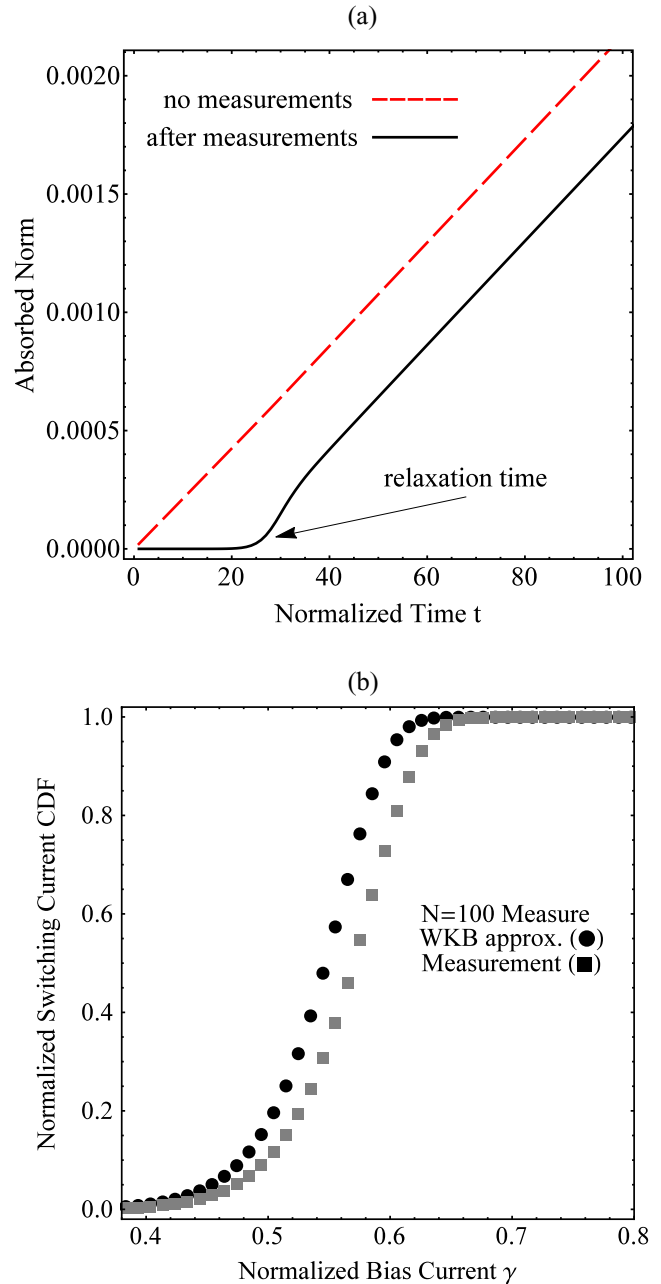 (a)
0.0020
0.0015
0.0010
0.0005
0.0000
Absorbed Norm
no measurements
after measurements
relaxation time
0 20 40 60 80 100
Normalized Time t
(b)
1.0
0.8
0.6
0.4
0.2
0.0
Normalized Switching Current CDF
N=100 Measure
WKB approx. (●)
Measurement (■)
0.4 0.5 0.6 0.7 0.8
Normalized Bias Current γ